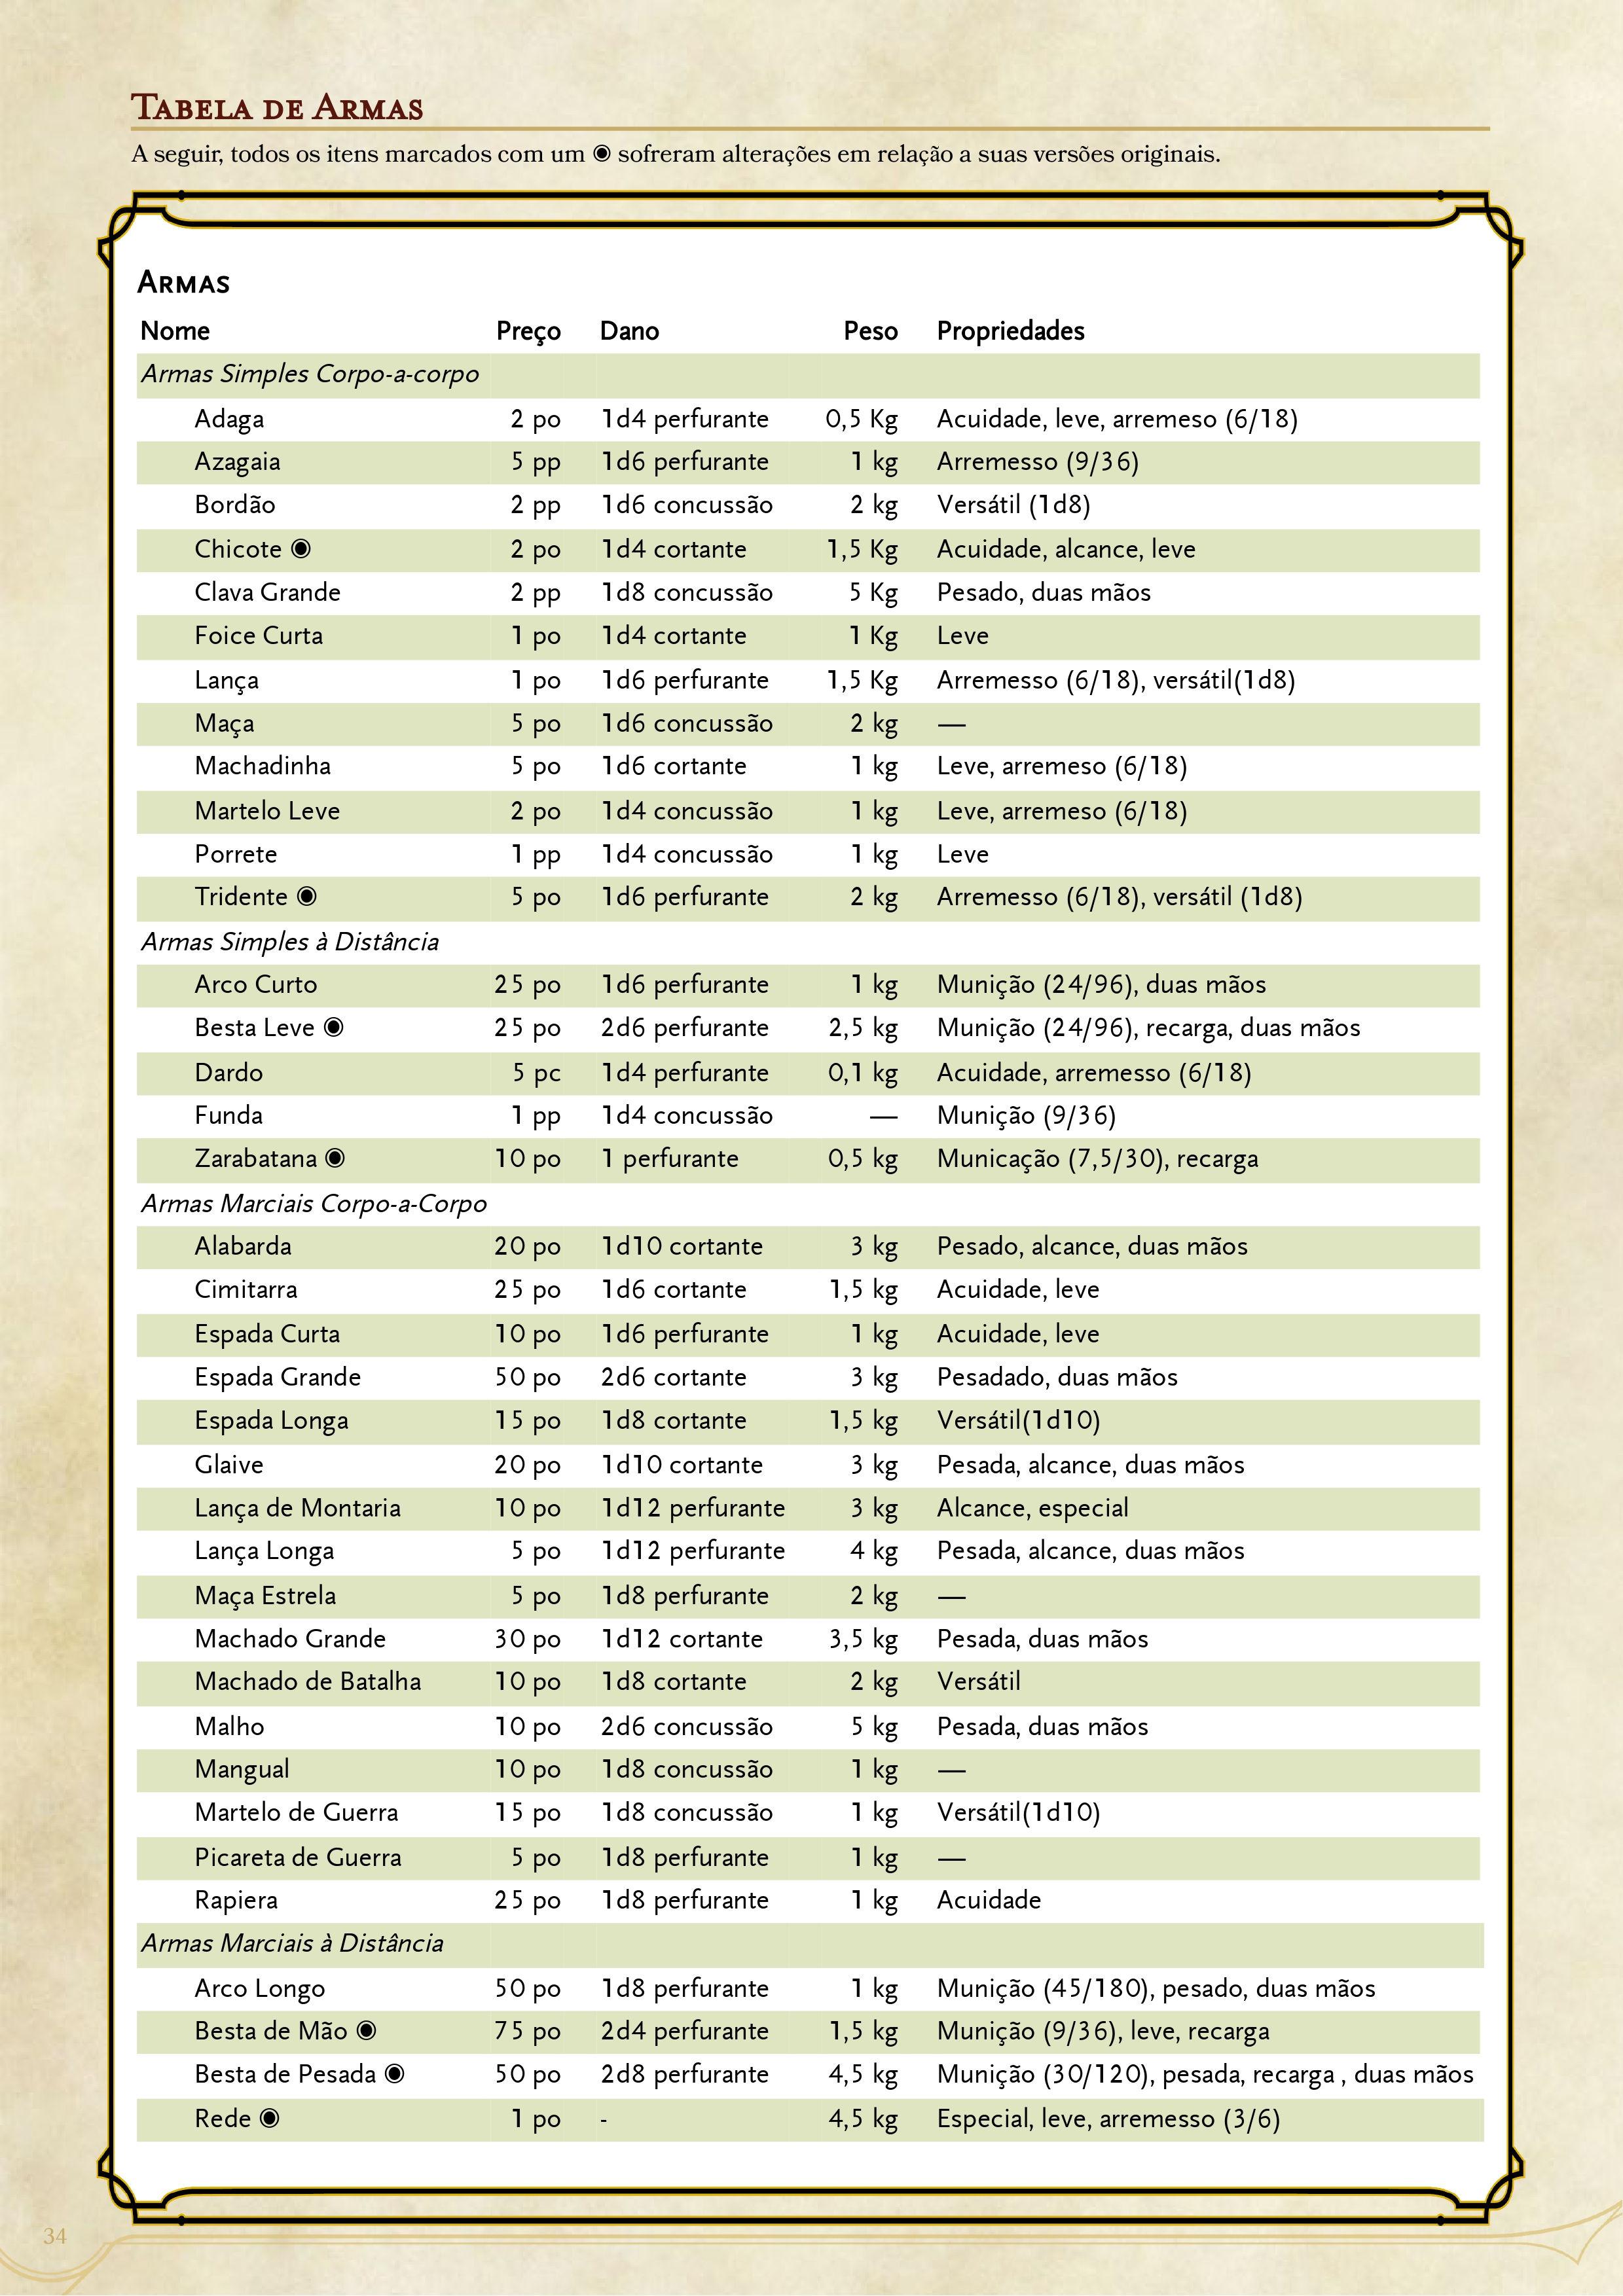 Tabela de Armas
A seguir, todos os itens marcados com um ◉ sofreram alterações em relação a suas versões originais.
Armas
Nome Preço Dano Peso Propriedades
Armas Simples Corpo-a-corpo
Adaga 2 po 1d4 perfurante 0,5 Kg Acuidade, leve, arremeso (6/18)
Azagaia 5 pp 1d6 perfurante 1 kg Arremesso (9/36)
Bordão 2 pp 1d6 concussão 2 kg Versátil (1d8)
Chicote ◉ 2 po 1d4 cortante 1,5 Kg Acuidade, alcance, leve
Clava Grande 2 pp 1d8 concussão 5 Kg Pesado, duas mãos
Foice Curta 1 po 1d4 cortante 1 Kg Leve
Lança 1 po 1d6 perfurante 1,5 Kg Arremesso (6/18), versátil(1d8)
Maça 5 po 1d6 concussão 2 kg —
Machadinha 5 po 1d6 cortante 1 kg Leve, arremeso (6/18)
Martelo Leve 2 po 1d4 concussão 1 kg Leve, arremeso (6/18)
Porrete 1 pp 1d4 concussão 1 kg Leve
Tridente ◉ 5 po 1d6 perfurante 2 kg Arremesso (6/18), versátil (1d8)
Armas Simples à Distância
Arco Curto 25 po 1d6 perfurante 1 kg Munição (24/96), duas mãos
Besta Leve ◉ 25 po 2d6 perfurante 2,5 kg Munição (24/96), recarga, duas mãos
Dardo 5 pc 1d4 perfurante 0,1 kg Acuidade, arremesso (6/18)
Funda 1 pp 1d4 concussão — Munição (9/36)
Zarabatana ◉ 10 po 1 perfurante 0,5 kg Municação (7,5/30), recarga
Armas Marciais Corpo-a-Corpo
Alabarda 20 po 1d10 cortante 3 kg Pesado, alcance, duas mãos
Cimitarra 25 po 1d6 cortante 1,5 kg Acuidade, leve
Espada Curta 10 po 1d6 perfurante 1 kg Acuidade, leve
Espada Grande 50 po 2d6 cortante 3 kg Pesadado, duas mãos
Espada Longa 15 po 1d8 cortante 1,5 kg Versátil(1d10)
Glaive 20 po 1d10 cortante 3 kg Pesada, alcance, duas mãos
Lança de Montaria 10 po 1d12 perfurante 3 kg Alcance, especial
Lança Longa 5 po 1d12 perfurante 4 kg Pesada, alcance, duas mãos
Maça Estrela 5 po 1d8 perfurante 2 kg —
Machado Grande 30 po 1d12 cortante 3,5 kg Pesada, duas mãos
Machado de Batalha 10 po 1d8 cortante 2 kg Versátil
Malho 10 po 2d6 concussão 5 kg Pesada, duas mãos
Mangual 10 po 1d8 concussão 1 kg —
Martelo de Guerra 15 po 1d8 concussão 1 kg Versátil(1d10)
Picareta de Guerra 5 po 1d8 perfurante 1 kg —
Rapiera 25 po 1d8 perfurante 1 kg Acuidade
Armas Marciais à Distância
Arco Longo 50 po 1d8 perfurante 1 kg Munição (45/180), pesado, duas mãos
Besta de Mão ◉ 75 po 2d4 perfurante 1,5 kg Munição (9/36), leve, recarga
Besta de Pesada ◉ 50 po 2d8 perfurante 4,5 kg Munição (30/120), pesada, recarga , duas mãos
Rede ◉ 1 po - 4,5 kg Especial, leve, arremesso (3/6)
34